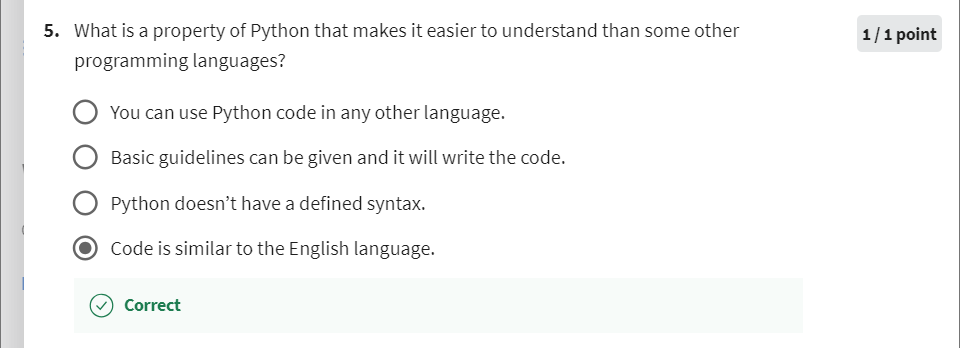 5. What is a property of Python that makes it easier to understand than some other
programming languages?
1 / 1 point
You can use Python code in any other language.
Basic guidelines can be given and it will write the code.
Python doesn’t have a defined syntax.
Code is similar to the English language.
Correct